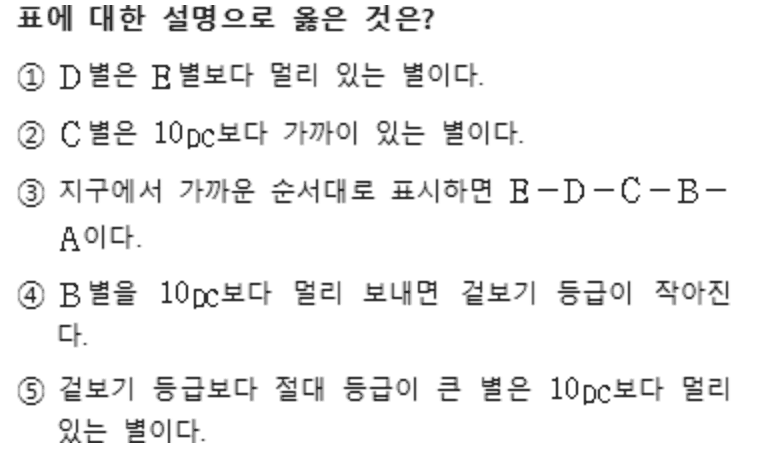 표에 대한 설명으로 옳은 것은?
① D별은 E별보다 멀리 있는 별이다.
② C별은 10pc보다 가까이 있는 별이다.
③ 지구에서 가까운 순서대로 표시하면 E－D－C－B－
A이다.
④ B별을 10pc보다 멀리 보내면 겉보기 등급이 작아진
다.
⑤ 겉보기 등급보다 절대 등급이 큰 별은 10pc보다 멀리
있는 별이다.